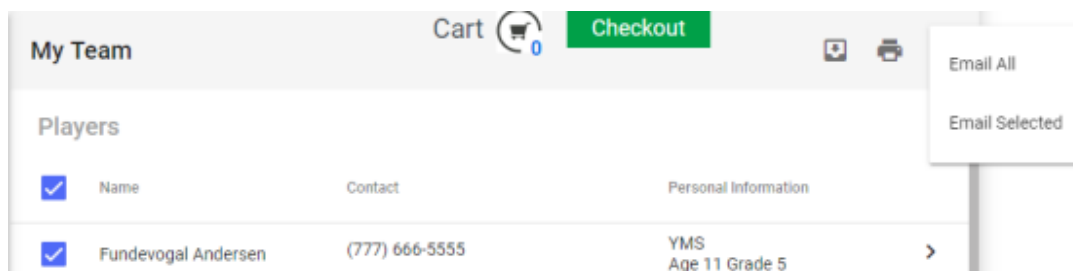 Cart 0 Checkout
My Team
Email All
Players
Email Selected
Name Contact Personal Information
Fundevogal Andersen (777) 666-5555 YMS
Age 11 Grade 5